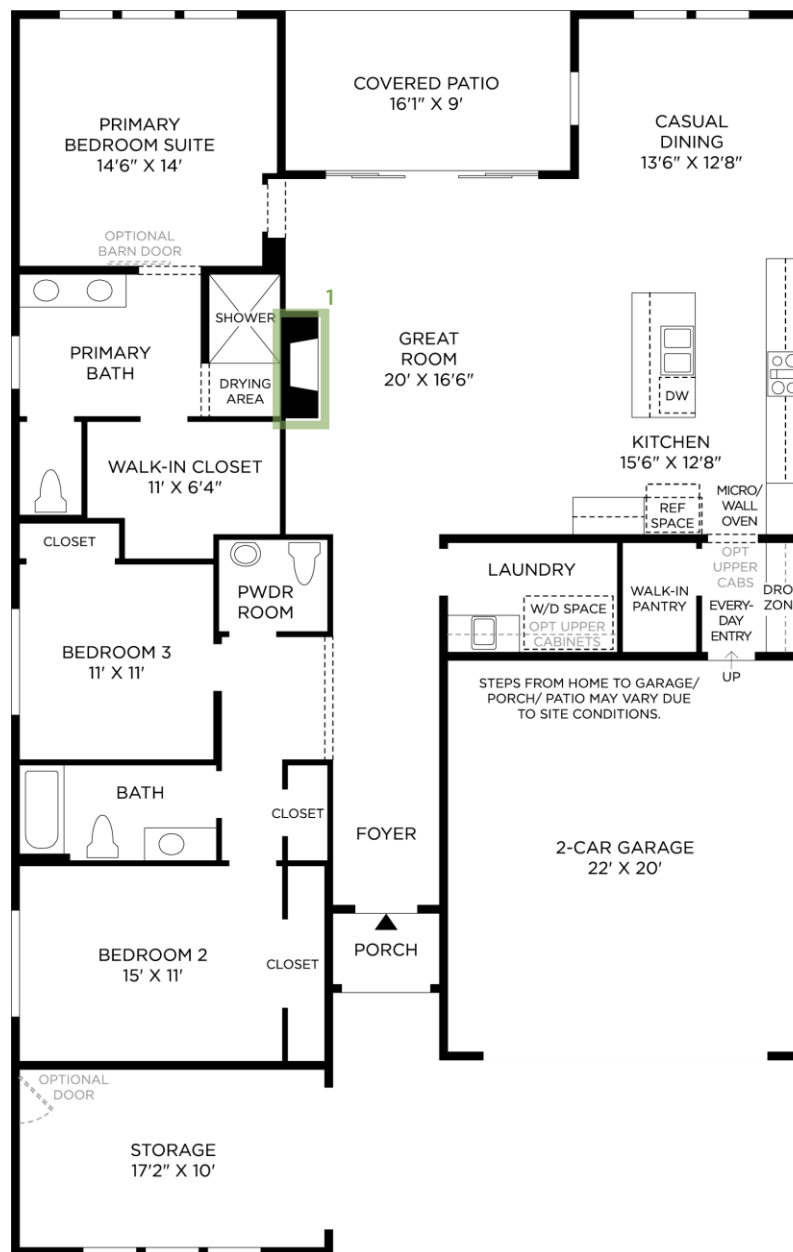 PRIMARY
BEDROOM SUITE
14'6" X 14'
COVERED PATIO
16'1" X 9'
CASUAL
DINING
13'6" X 12'8"
OPTIONAL
BARN DOOR
1
SHOWER
PRIMARY
BATH
DRYING
AREA
GREAT
ROOM
20' X 16'6"
DW
KITCHEN
15'6" X 12'8"
WALK-IN CLOSET
11' X 6'4"
REF
SPACE
MICRO/
WALL
OVEN
CLOSET
PWDR
ROOM
LAUNDRY
W/D SPACE
OPT UPPER
CABINETS
WALK-IN
PANTRY
OPT
UPPER
CABS
EVERY-
DAY
ENTRY
DRO
ZON
BEDROOM 3
11' X 11'
UP
STEPS FROM HOME TO GARAGE/
PORCH/ PATIO MAY VARY DUE
TO SITE CONDITIONS.
BATH
CLOSET
FOYER
2-CAR GARAGE
22' X 20'
BEDROOM 2
15' X 11'
CLOSET
PORCH
OPTIONAL
DOOR
STORAGE
17'2" X 10'